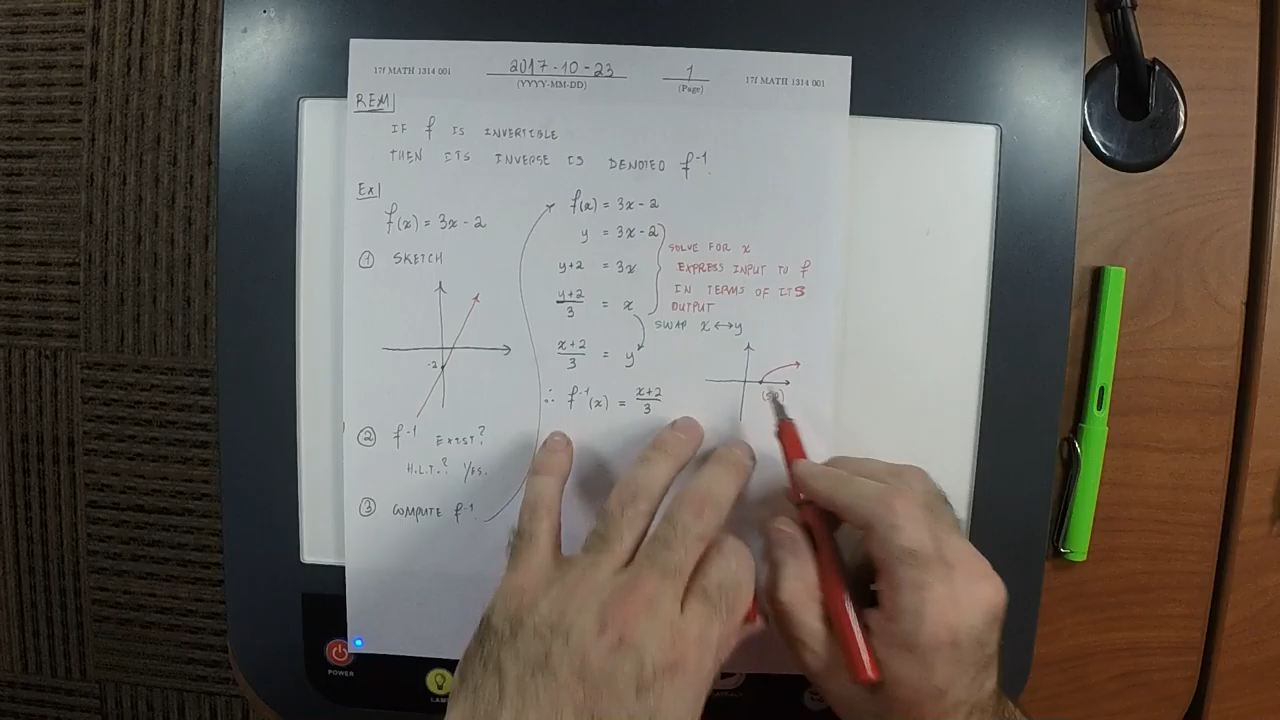 17f MATH 1314 001
2017-10-23
(YYYY-MM-DD)
1
(Page)
17f MATH 1314 001
REM
IF f IS INVERTIBLE
THEN ITS INVERSE IS DENOTED f⁻¹.
Ex
f(x) = 3x - 2
① SKETCH
-2
② f⁻¹ EXIST?
H.L.T.? YES.
③ COMPUTE f⁻¹.
f(x) = 3x - 2
y = 3x - 2
y+2 = 3x
y+2/3 = x
SOLVE FOR x
EXPRESS INPUT TO f
IN TERMS OF ITS
OUTPUT
SWAP x ↔ y
x+2/3 = y
∴ f⁻¹(x) = x+2/3
POWER